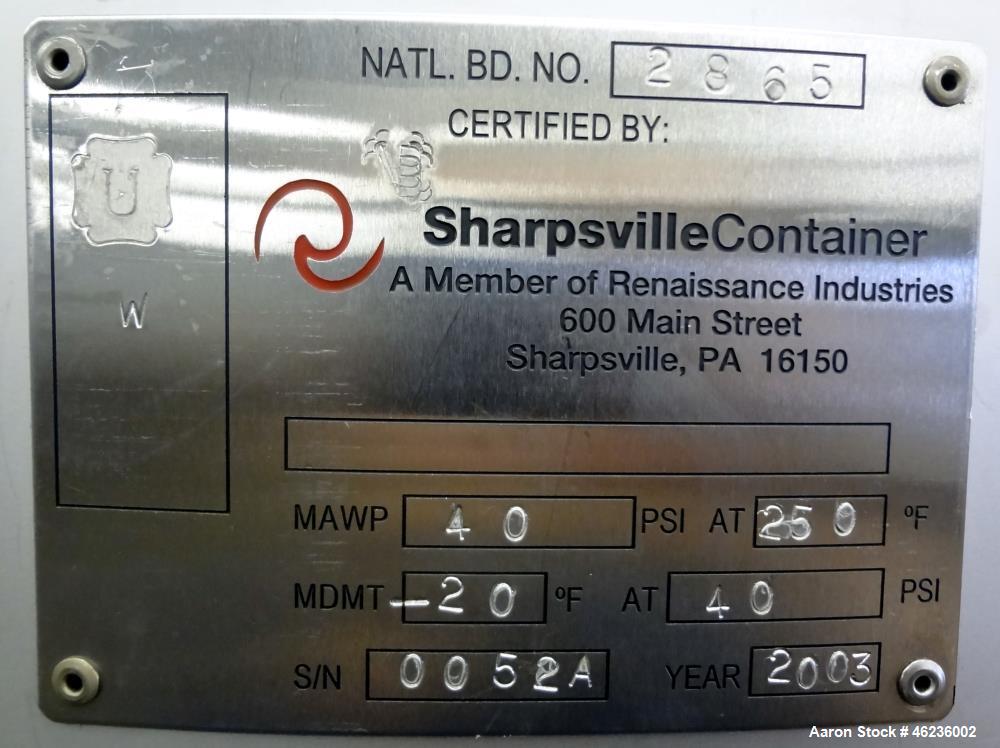 NATL. BD. NO. 2865
CERTIFIED BY:
U
W
SharpsvilleContainer
A Member of Renaissance Industries
600 Main Street
Sharpsville, PA 16150
MAWP 40 PSI AT 250 ºF
MDMT -20 ºF AT 40 PSI
S/N 0052A YEAR 2003
Aaron Stock # 46236002